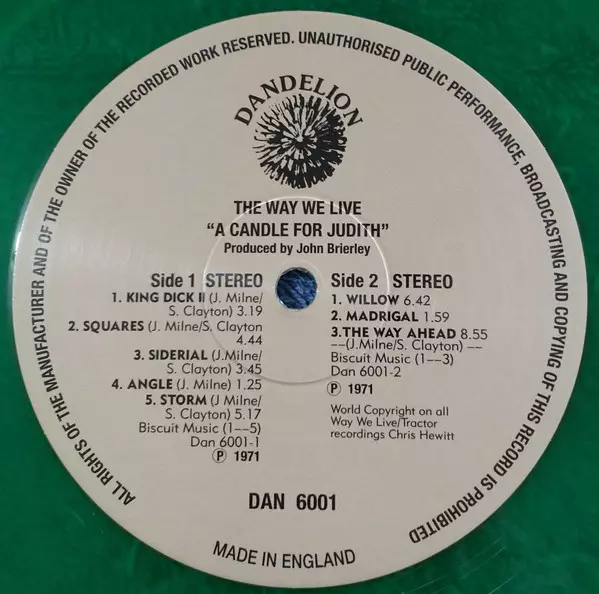 ALL RIGHTS OF THE MANUFACTURER AND OF THE OWNER OF THE RECORDED WORK RESERVED. UNAUTHORISED PUBLIC PERFORMANCE, BROADCASTING AND COPYING OF THIS RECORD IS PROHIBITED
DANDELION
THE WAY WE LIVE
“A CANDLE FOR JUDITH”
Produced by John Brierley
Side 1 STEREO
1. KING DICK II (J. Milne/
S. Clayton) 3.19
2. SQUARES (J. Milne/S. Clayton
4.44
3. SIDERIAL (J.Milne/
S. Clayton) 3.45
4. ANGLE (J. Milne) 1.25
5. STORM (J Milne/
S. Clayton) 5.17
Biscuit Music (1--5)
Dan 6001-1
℗ 1971
Side 2 STEREO
1. WILLOW 6.42
2. MADRIGAL 1.59
3.THE WAY AHEAD 8.55
--(J.Milne/S. Clayton) --
Biscuit Music (1--3)
Dan 6001-2
℗ 1971
World Copyright on all
Way We Live/Tractor
recordings Chris Hewitt
DAN 6001
MADE IN ENGLAND